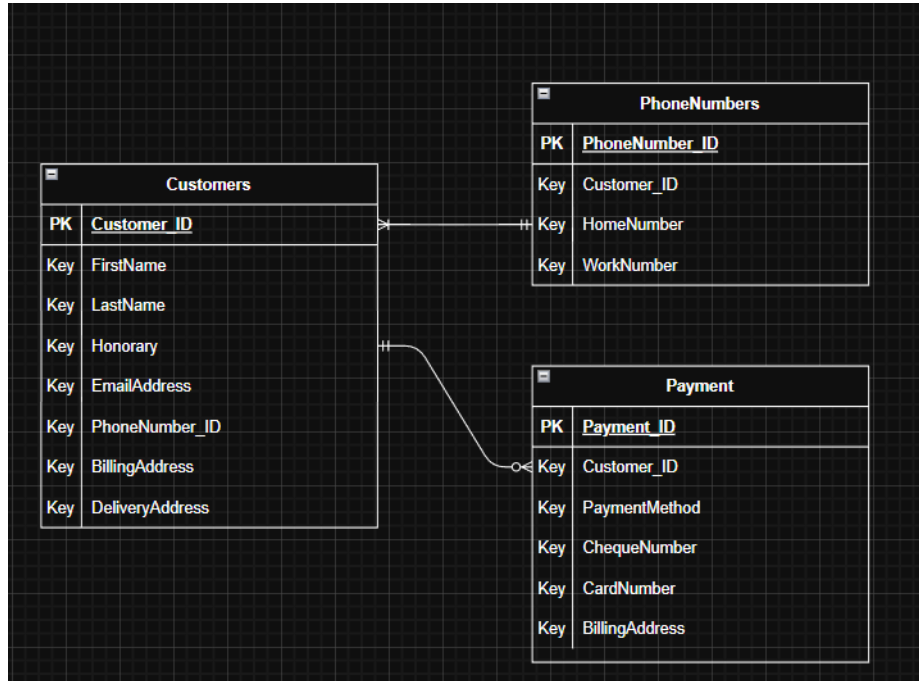 Customers
PK Customer_ID
Key FirstName
Key LastName
Key Honorary
Key EmailAddress
Key PhoneNumber_ID
Key BillingAddress
Key DeliveryAddress
PhoneNumbers
PK PhoneNumber_ID
Key Customer_ID
Key HomeNumber
Key WorkNumber
Payment
PK Payment_ID
Key Customer_ID
Key PaymentMethod
Key ChequeNumber
Key CardNumber
Key BillingAddress